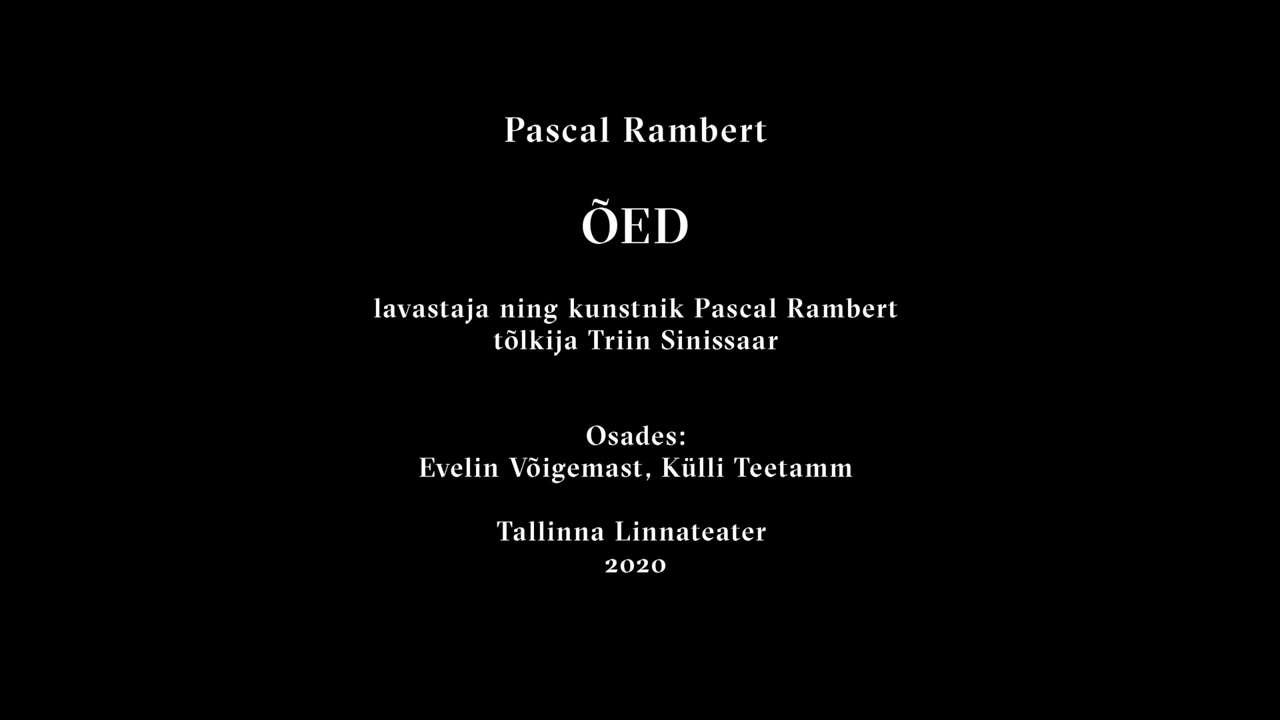 Pascal Rambert
ÕED
lavastaja ning kunstnik Pascal Rambert
tõlkija Triin Sinissaar
Osades:
Evelin Võigemast, Külli Teetamm
Tallinna Linnateater
2020